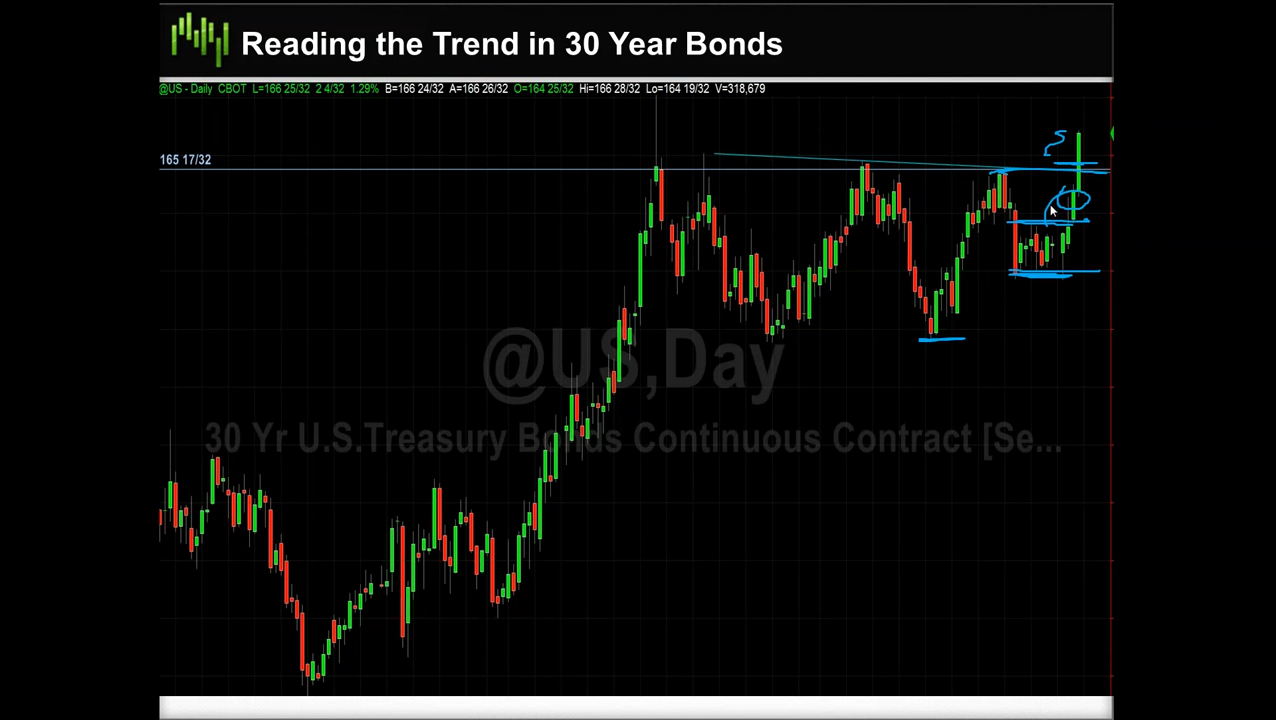 Reading the Trend in 30 Year Bonds
@US - Daily CBOT L=166 25/32 2 4/32 1.29% B=166 24/32 A=166 26/32 O=164 25/32 Hi=166 28/32 Lo=164 19/32 V=318,679
S
165 17/32
@US,Day
30 Yr U.S.Treasury Bonds Continuous Contract [Se...